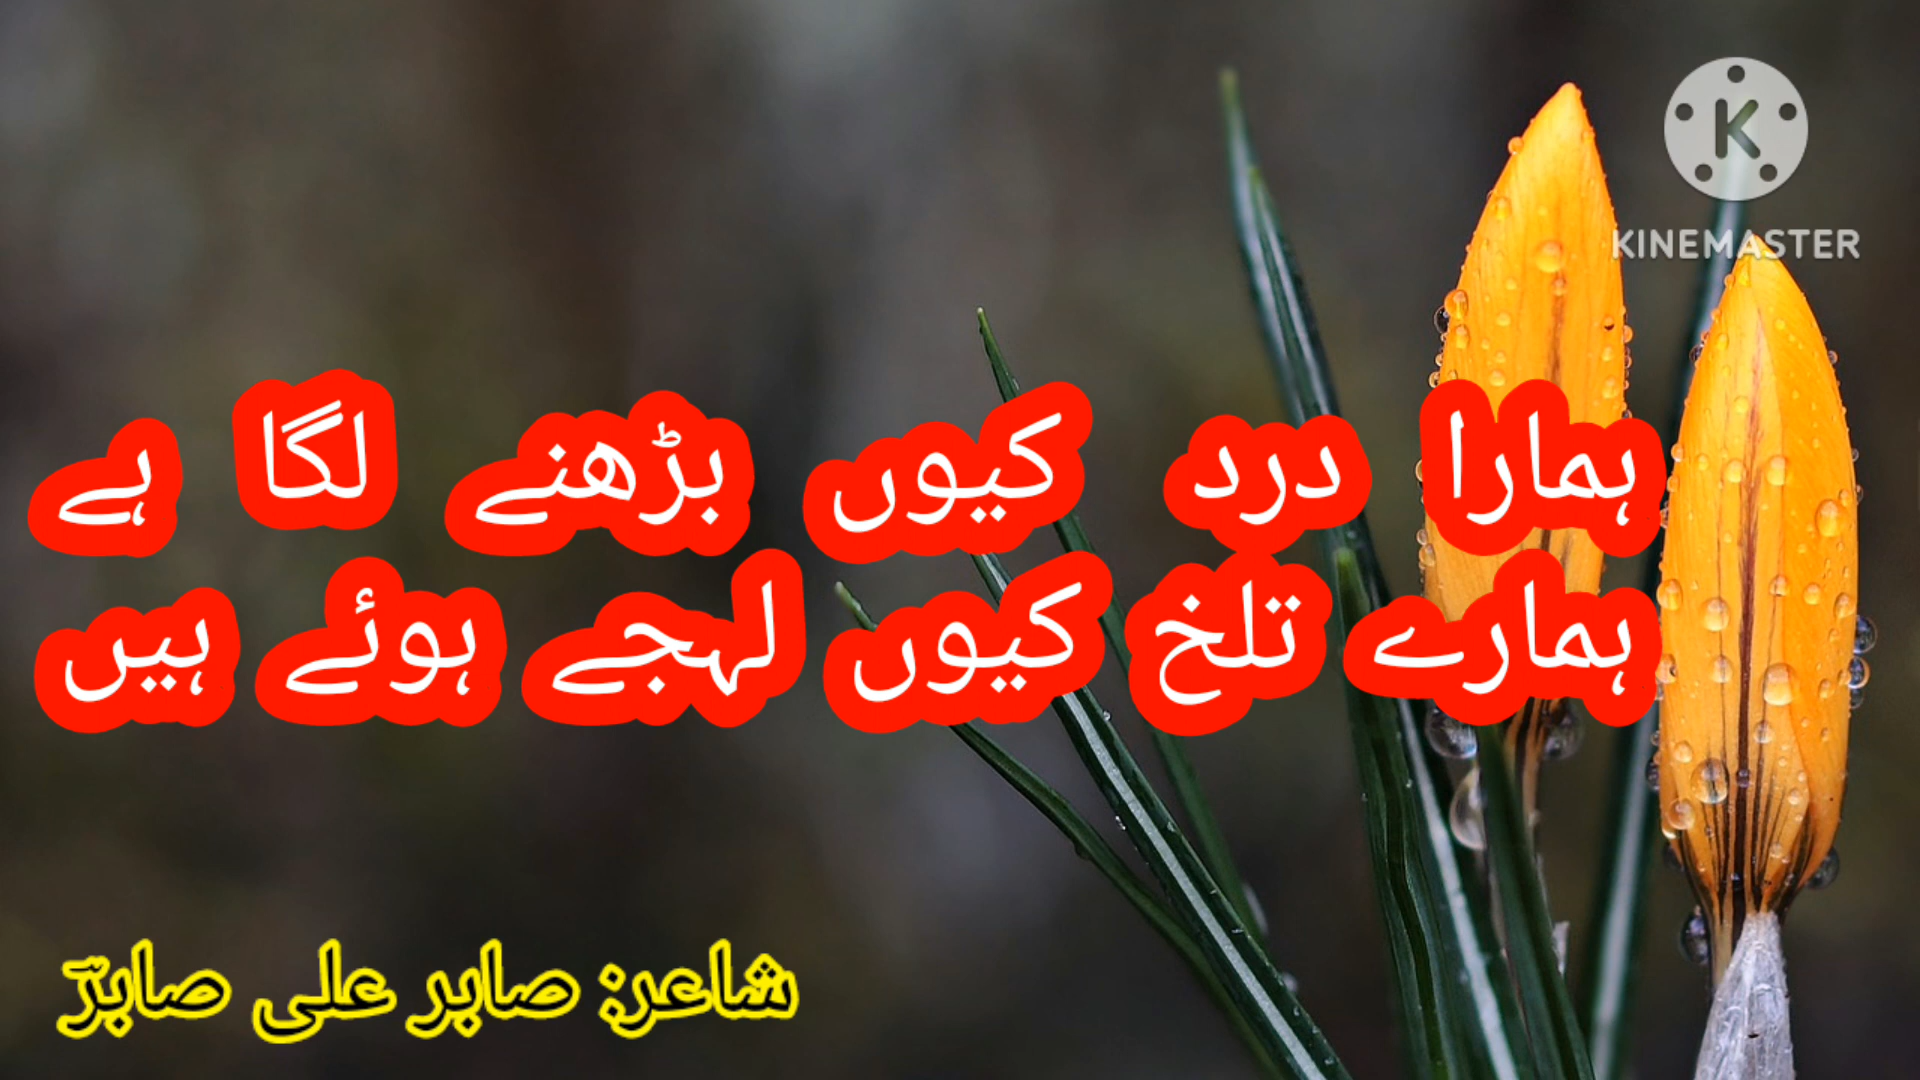 KINEMASTER
ہمارا درد کیوں بڑھنے لگا ہے
ہمارے تلخ کیوں لہجے ہوئے ہیں
شاعر: صابر علی صابرؔ